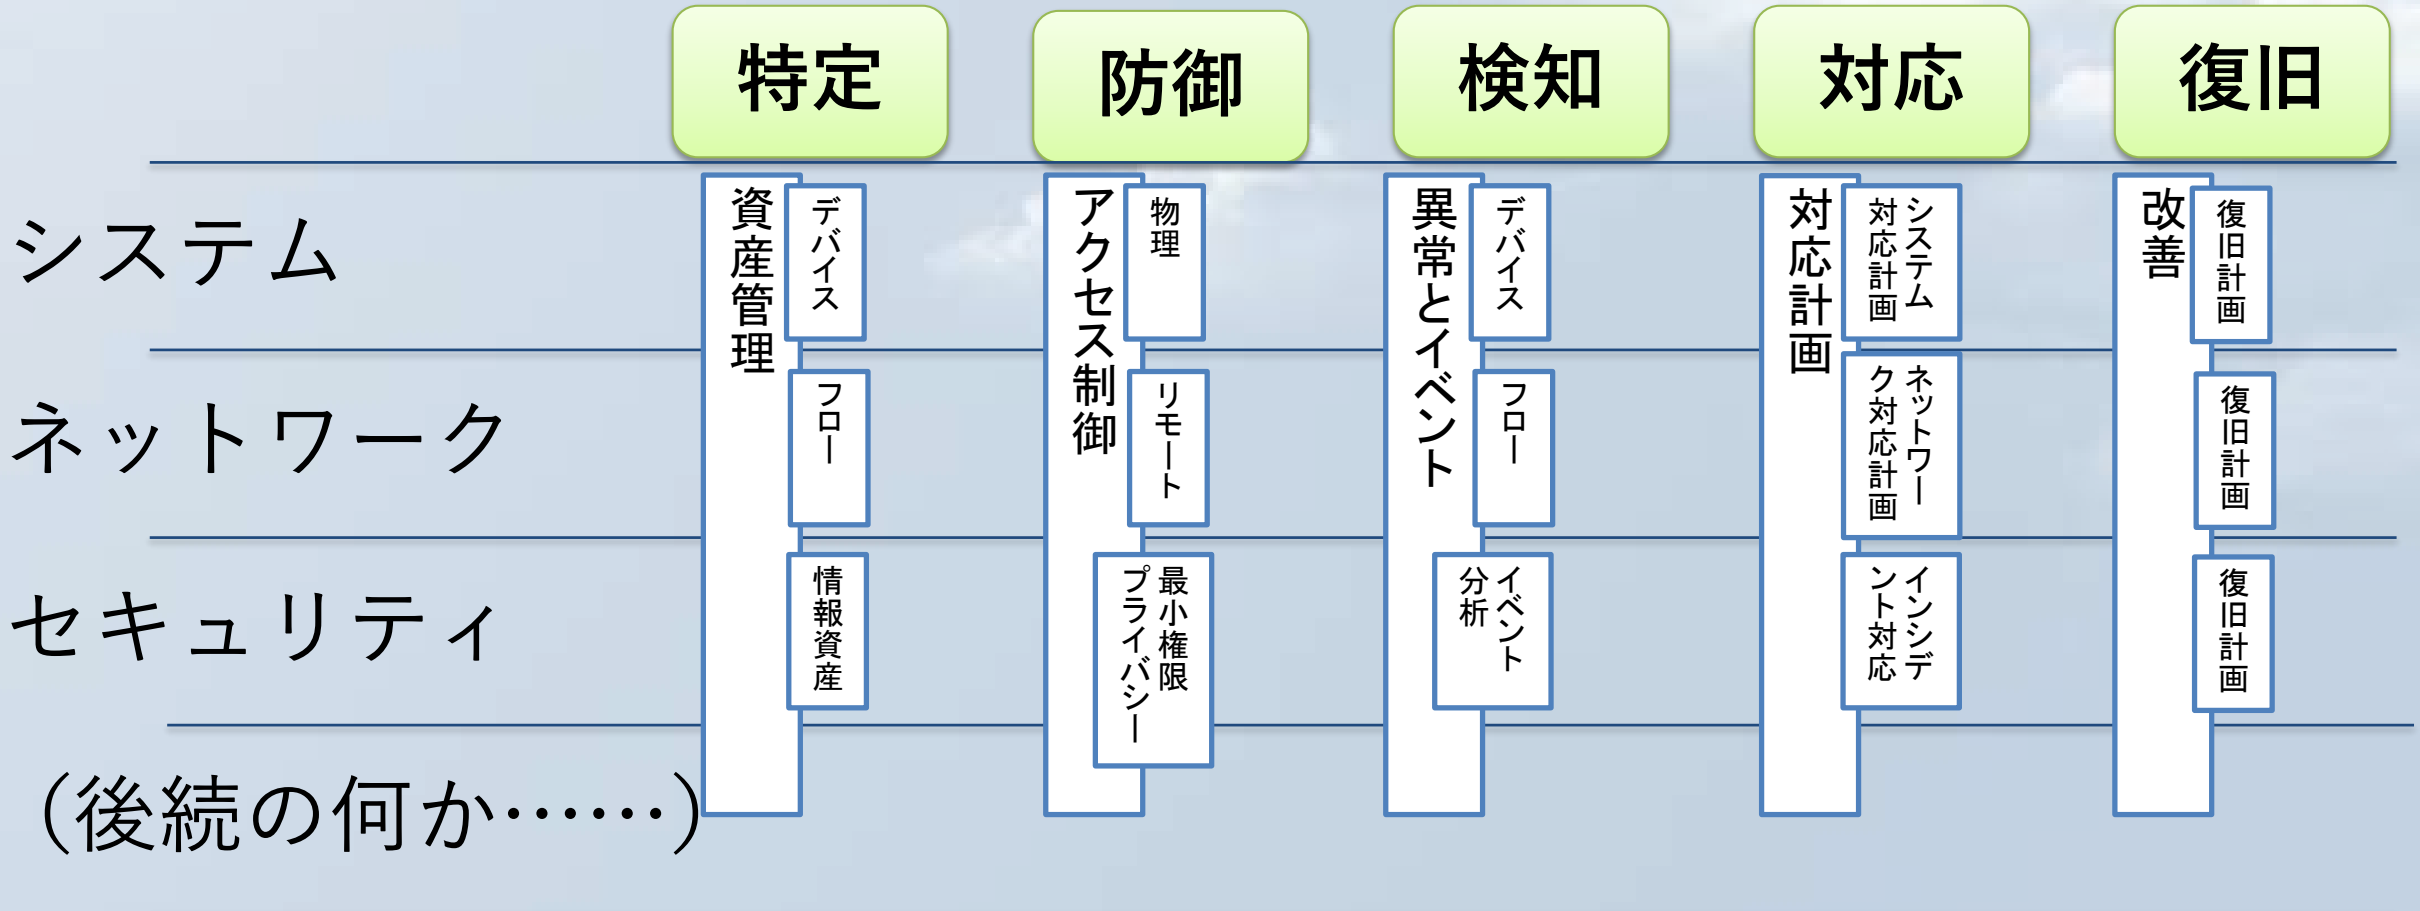 特定
防御
検知
対応
復旧
システム
資産管理
デバイス
アクセス制御
物理
異常とイベント
デバイス
対応計画
システム
対応計画
改善
復旧計画
ネットワーク
フロー
リモート
フロー
ネットワー
ク対応計画
復旧計画
セキュリティ
情報資産
最小権限
プライバシー
イベント
分析
インシデ
ント対応
復旧計画
（後続の何か……）